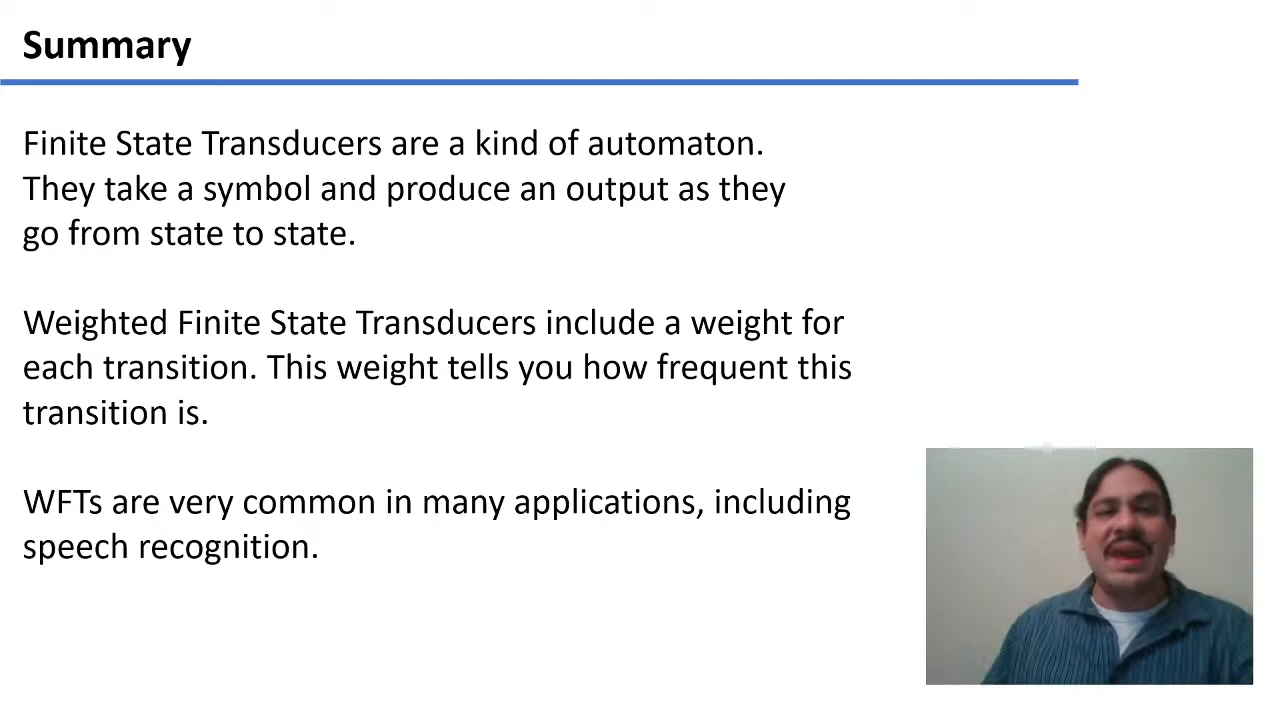 Summary
Finite State Transducers are a kind of automaton.
They take a symbol and produce an output as they
go from state to state.
Weighted Finite State Transducers include a weight for
each transition. This weight tells you how frequent this
transition is.
WFTs are very common in many applications, including
speech recognition.